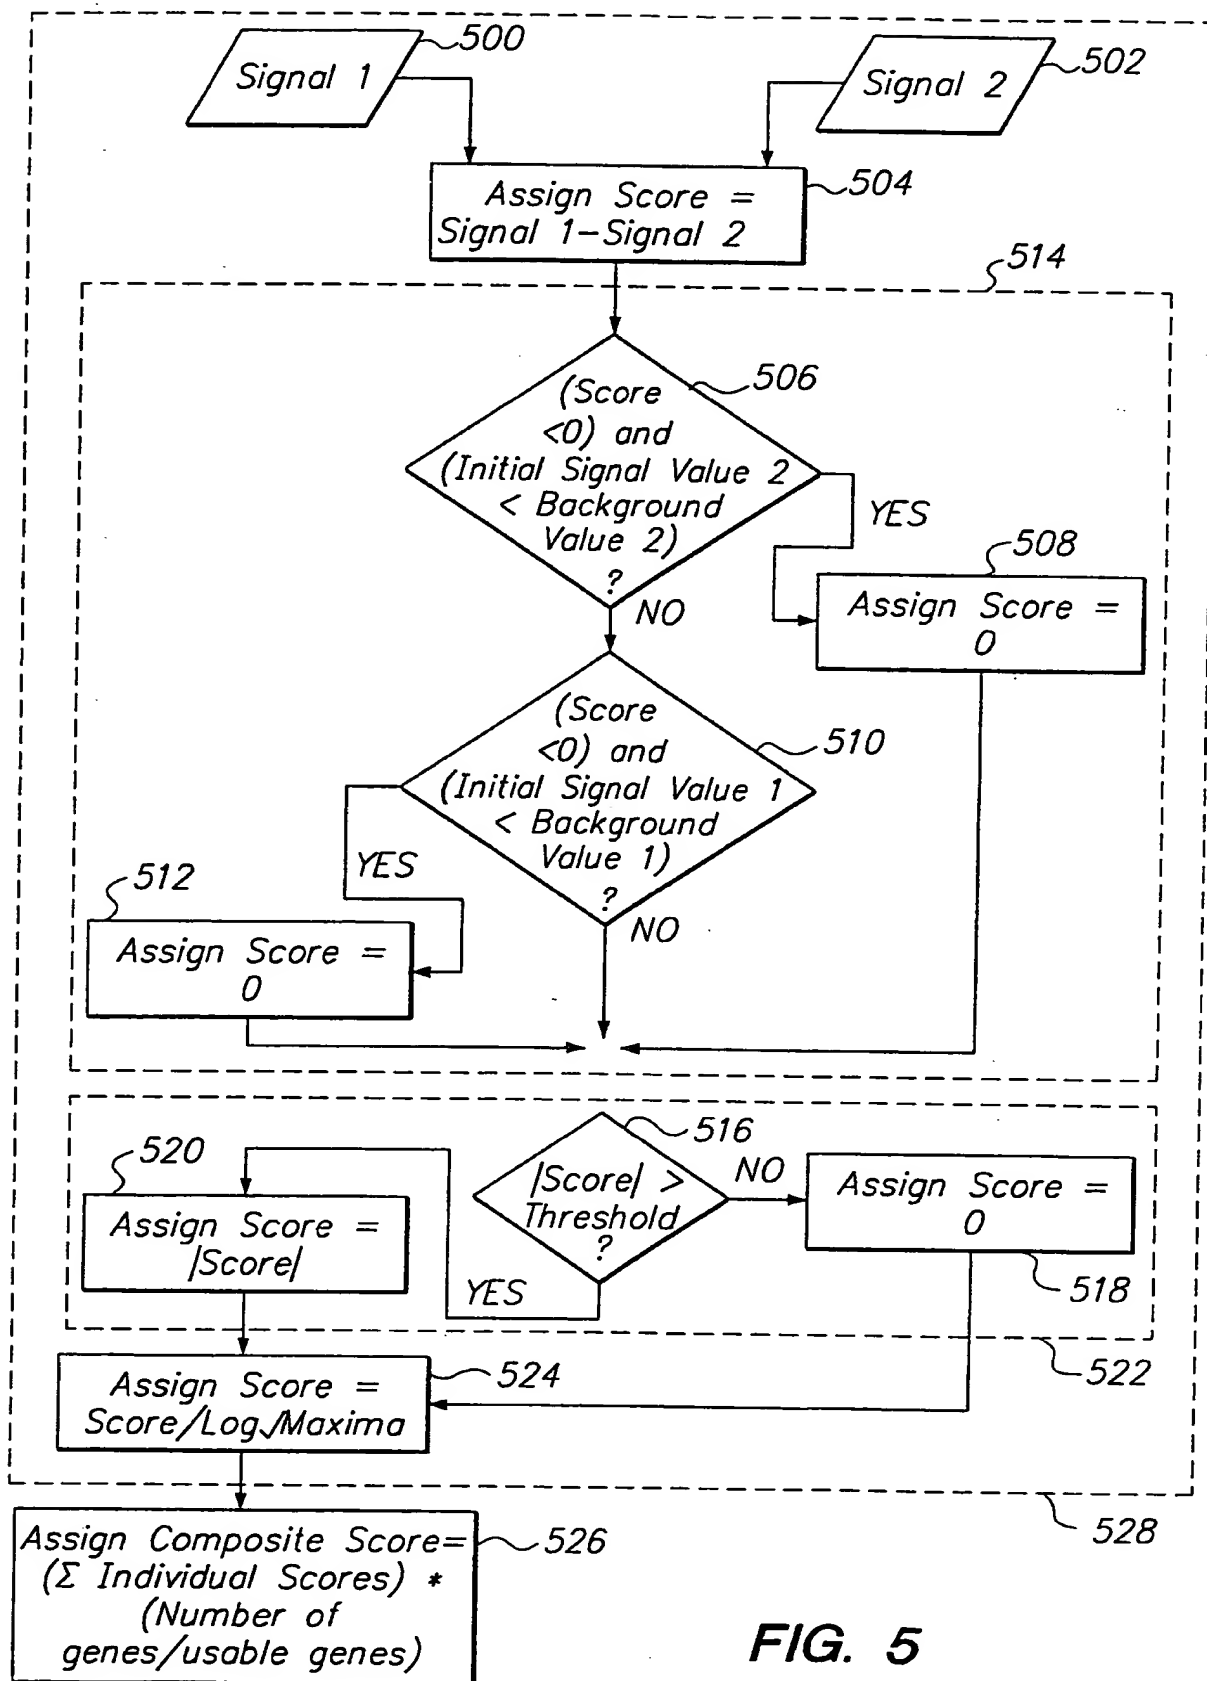 500
Signal 1
502
Signal 2
504
Assign Score =
Signal 1-Signal 2
514
506
(Score
<0) and
(Initial Signal Value 2
< Background
Value 2)
?
YES
NO
508
Assign Score =
0
510
(Score
<0) and
(Initial Signal Value 1
< Background
Value 1)
?
YES
NO
512
Assign Score =
0
516
|Score| >
Threshold
?
NO
YES
520
Assign Score =
|Score|
Assign Score =
0
518
522
524
Assign Score =
Score/Log√Maxima
528
526
Assign Composite Score=
(Σ Individual Scores) *
(Number of
genes/usable genes)
FIG. 5